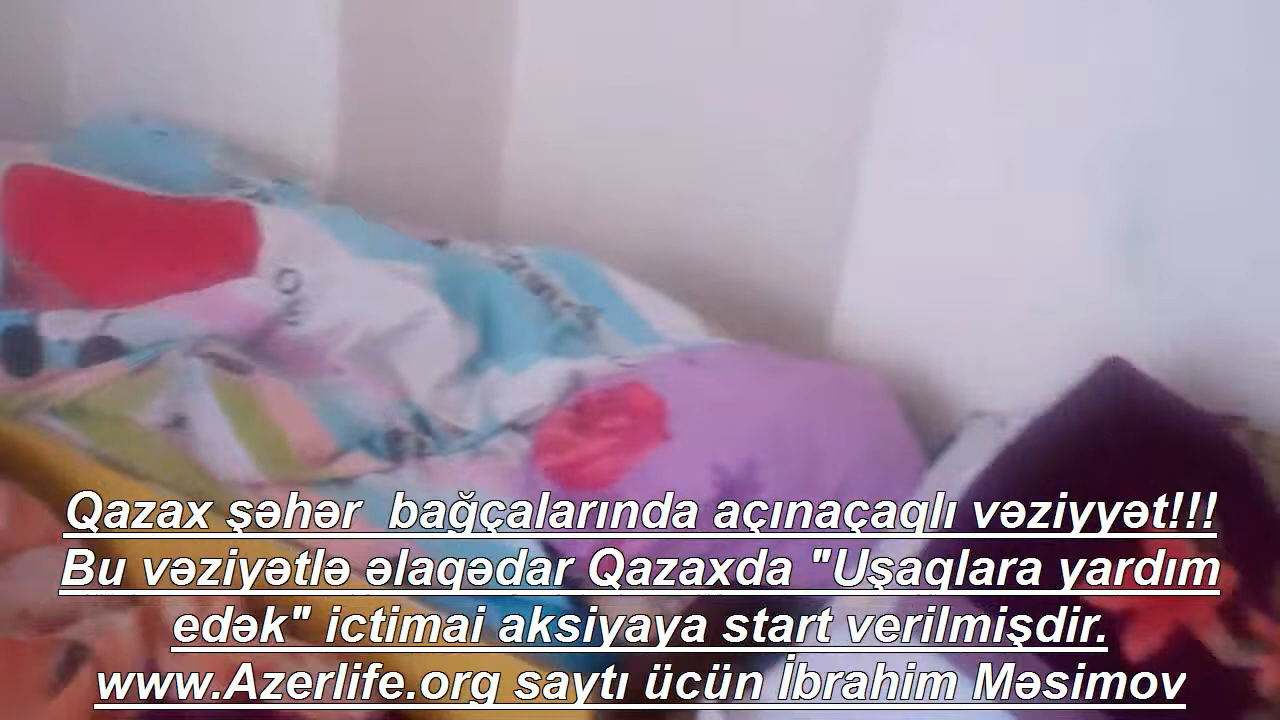 Qazax şəhər  bağçalarında açınaçaqlı vəziyyət!!!
Bu vəziyətlə əlaqədar Qazaxda "Uşaqlara yardım
edək" ictimai aksiyaya start verilmişdir.
www.Azerlife.org saytı ücün İbrahim Məsimov